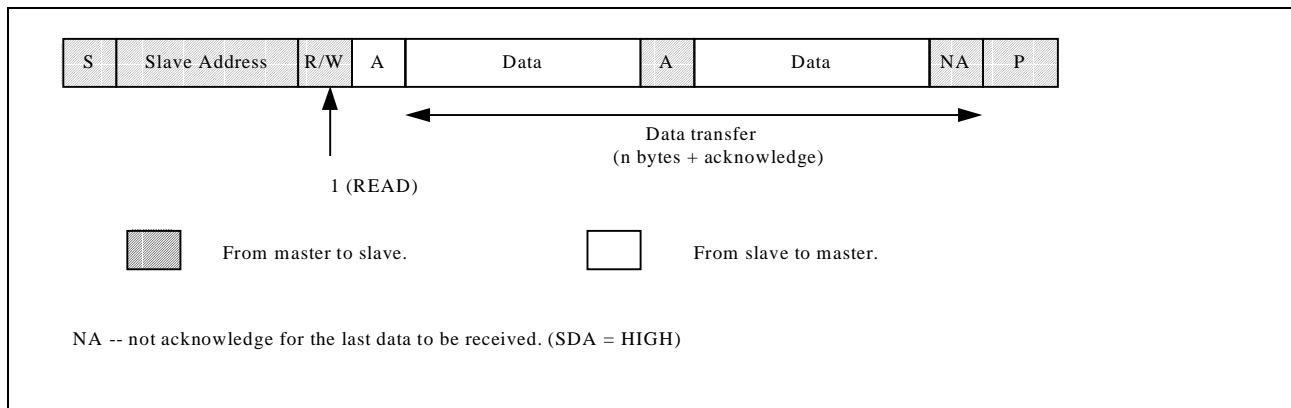 S Slave Address R/W A Data A Data NA P
Data transfer
(n bytes + acknowledge)
1 (READ)
From master to slave. From slave to master.
NA -- not acknowledge for the last data to be received. (SDA = HIGH)